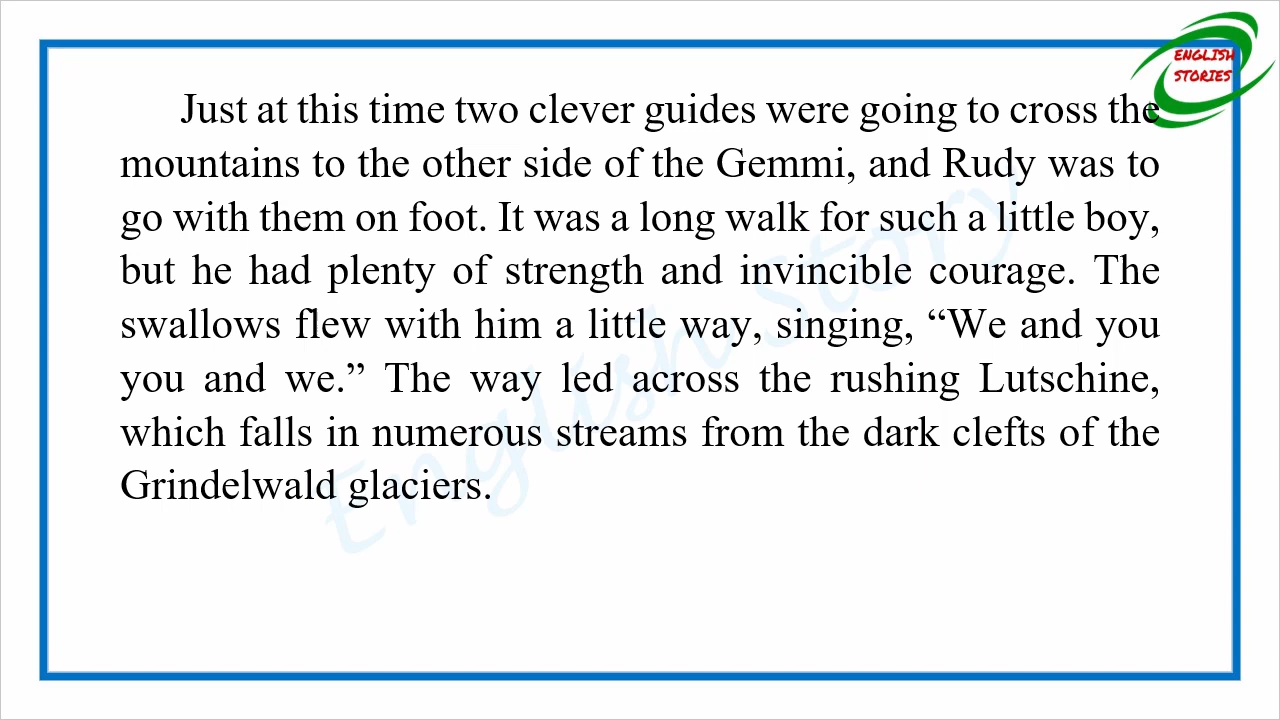 ENGLISH
STORIES
Just at this time two clever guides were going to cross the
mountains to the other side of the Gemmi, and Rudy was to
go with them on foot. It was a long walk for such a little boy,
but he had plenty of strength and invincible courage. The
swallows flew with him a little way, singing, “We and you
you and we.” The way led across the rushing Lutschine,
which falls in numerous streams from the dark clefts of the
Grindelwald glaciers.
English Story